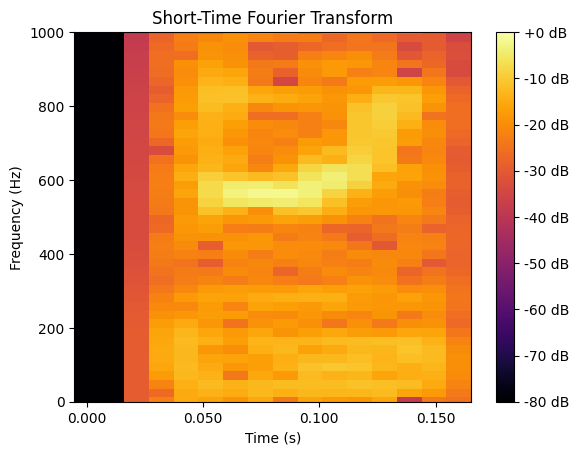 Short-Time Fourier Transform
Frequency (Hz)
1000
800
600
400
200
0
0.000
0.050
0.100
0.150
Time (s)
+0 dB
-10 dB
-20 dB
-30 dB
-40 dB
-50 dB
-60 dB
-70 dB
-80 dB